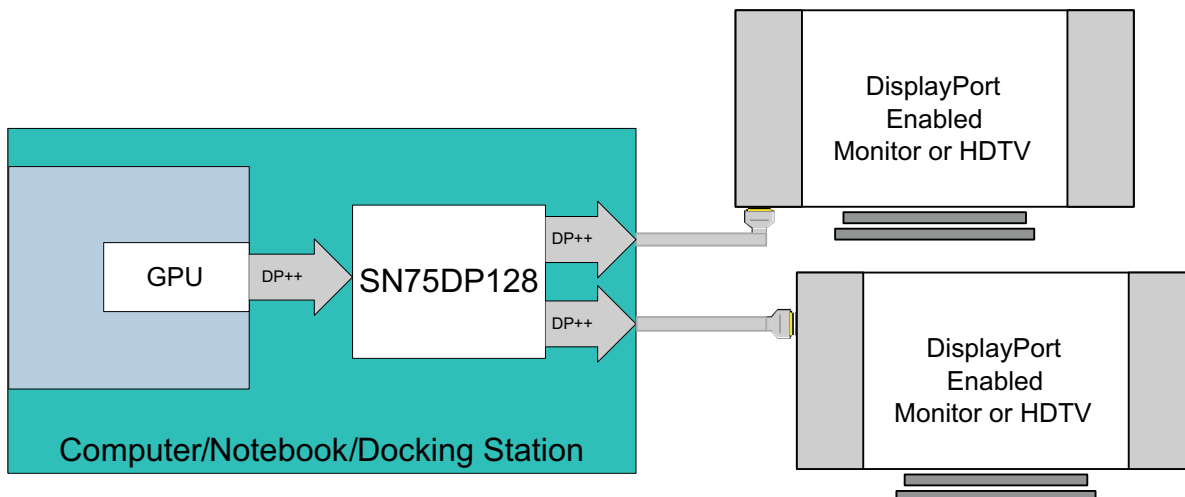 DisplayPort
Enabled
Monitor or HDTV
GPU
DP++
SN75DP128
DP++
DP++
DisplayPort
Enabled
Monitor or HDTV
Computer/Notebook/Docking Station